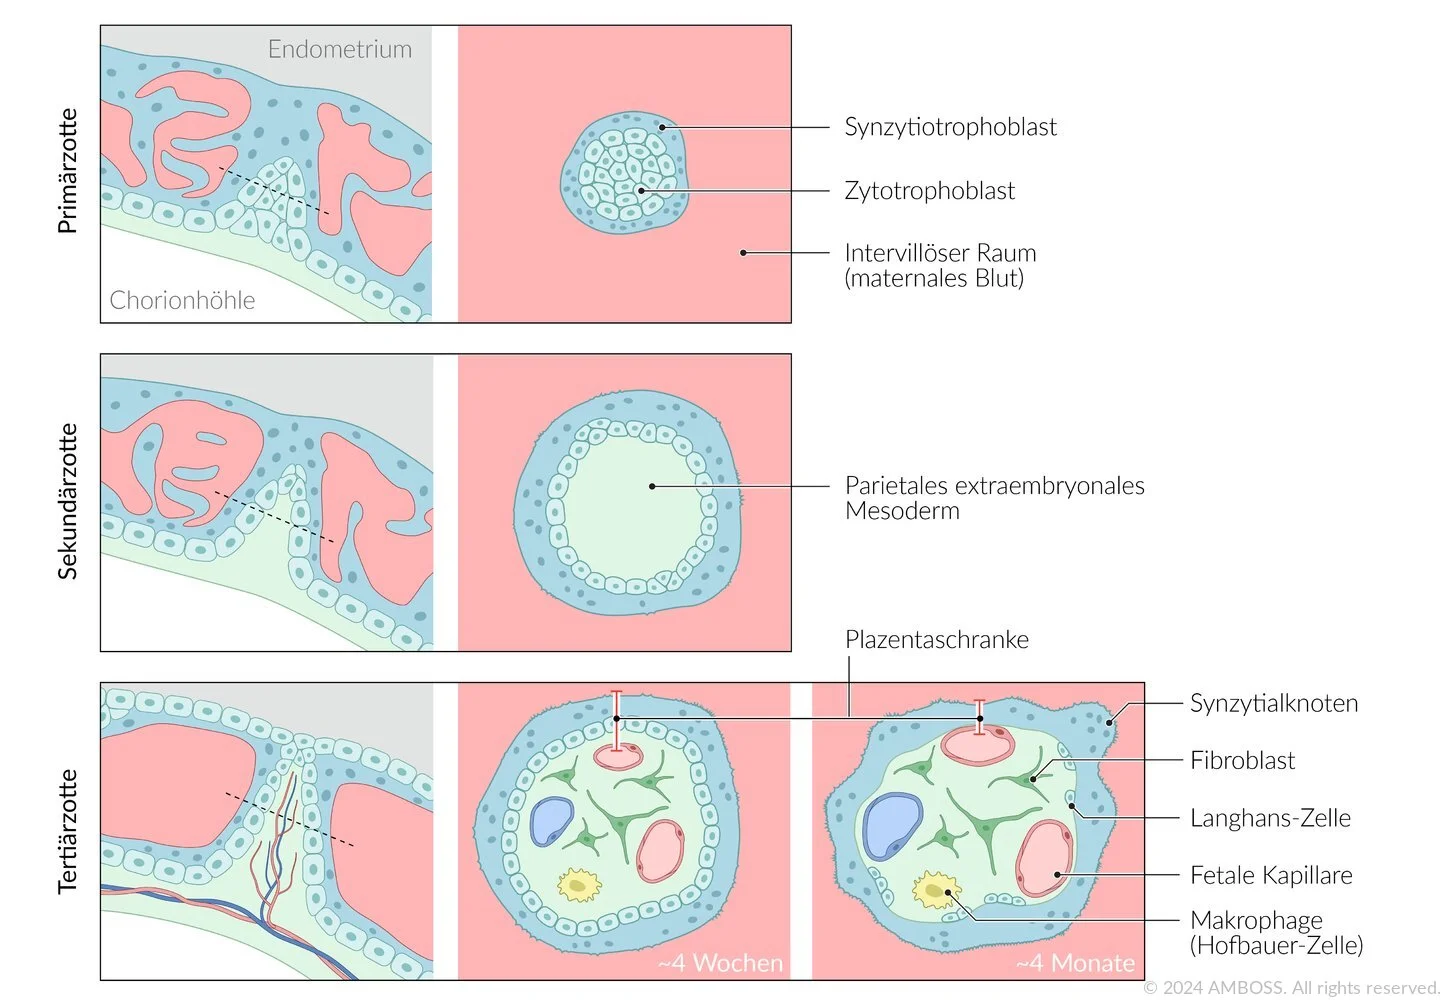 Primärzotte
Endometrium
Chorionhöhle
Synzytiotrophoblast
Zytotrophoblast
Intervillöser Raum
(maternales Blut)
Sekundärzotte
Parietales extraembryonales
Mesoderm
Plazentaschranke
Tertiärzotte
~4 Wochen
~4 Monate
Synzytialknoten
Fibroblast
Langhans-Zelle
Fetale Kapillare
Makrophage
(Hofbauer-Zelle)
© 2024 AMBOSS. All rights reserved.